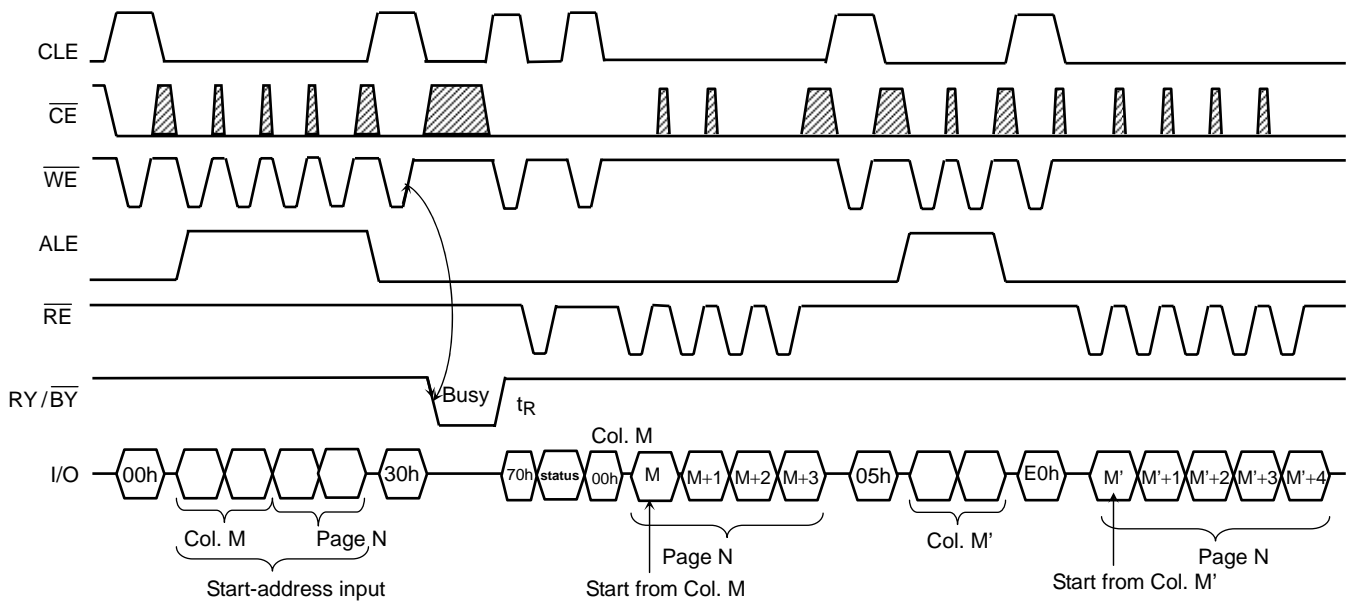 CLE
CE
WE
ALE
RE
RY/BY
Busy
tR
Col. M
I/O
00h
30h
70h
status
00h
M
M+1
M+2
M+3
05h
E0h
M'
M'+1
M'+2
M'+3
M'+4
Col. M
Page N
Page N
Col. M’
Page N
Start-address input
Start from Col. M
Start from Col. M’